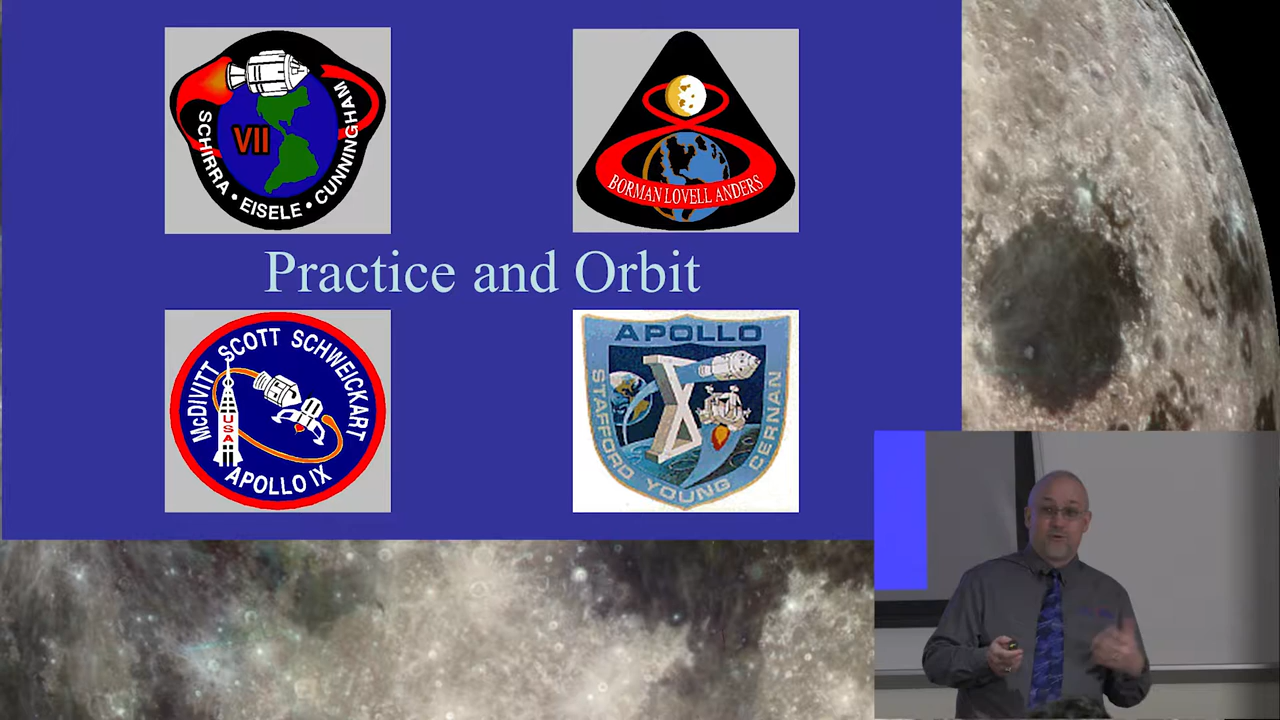 VII
SCHIRRA • EISELE • CUNNINGHAM
BORMAN LOVELL ANDERS
Practice and Orbit
McDIVITT SCOTT SCHWEICKART
USA
APOLLO IX
APOLLO
X
STAFFORD YOUNG CERNAN